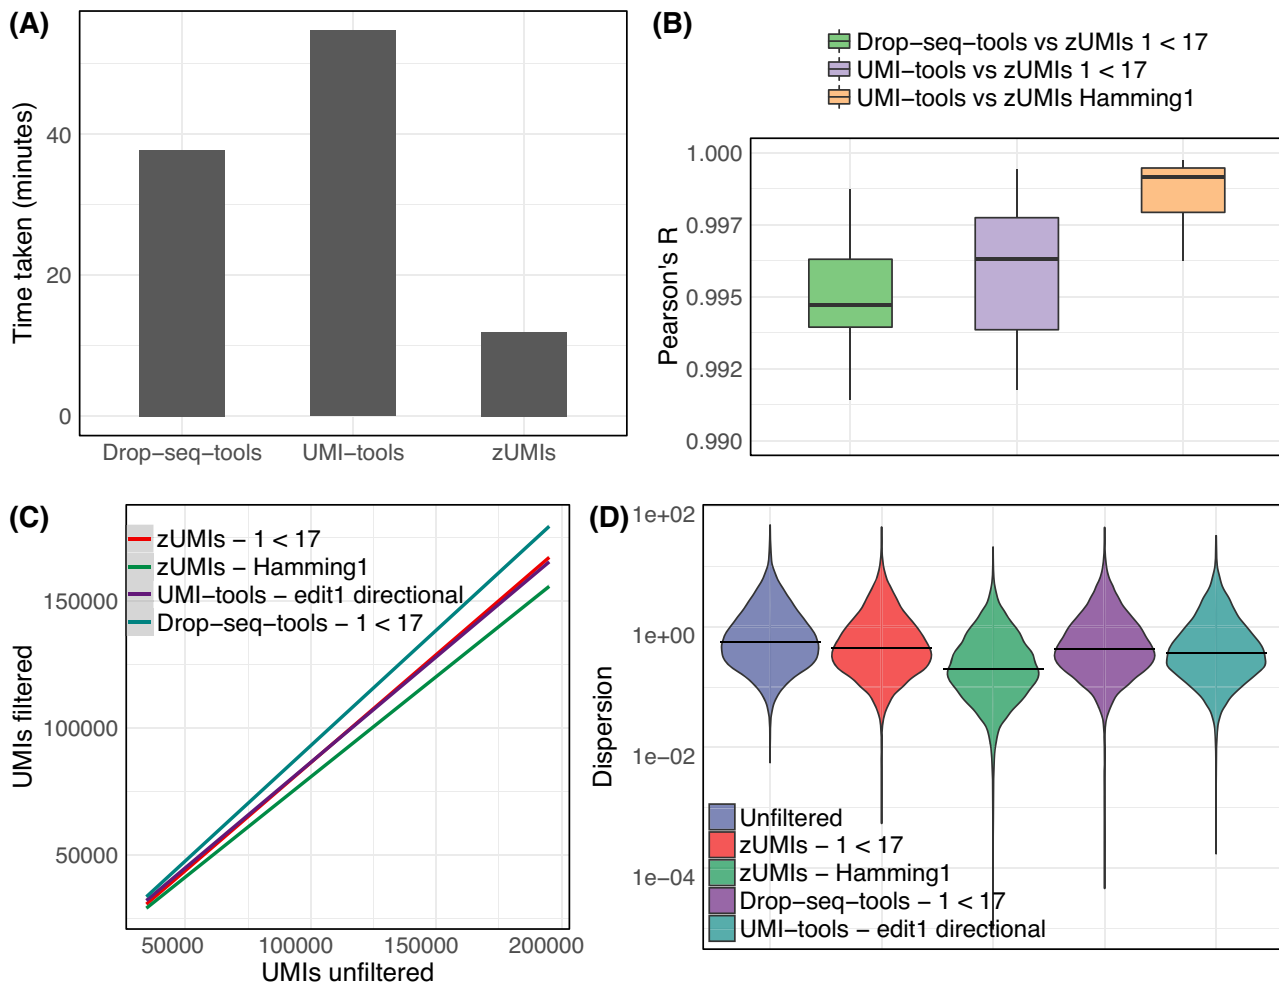 (A)
Time taken (minutes)
40
20
0
Drop−seq−tools
UMI−tools
zUMIs
(B)
Drop−seq−tools vs zUMIs 1 < 17
UMI−tools vs zUMIs 1 < 17
UMI−tools vs zUMIs Hamming1
Pearson's R
1.000
0.997
0.995
0.992
0.990
(C)
zUMIs − 1 < 17
zUMIs − Hamming1
UMI−tools − edit1 directional
Drop−seq−tools − 1 < 17
UMIs filtered
150000
100000
50000
50000
100000
150000
200000
UMIs unfiltered
(D)
Dispersion
1e+02
1e+00
1e−02
1e−04
Unfiltered
zUMIs − 1 < 17
zUMIs − Hamming1
Drop−seq−tools − 1 < 17
UMI−tools − edit1 directional